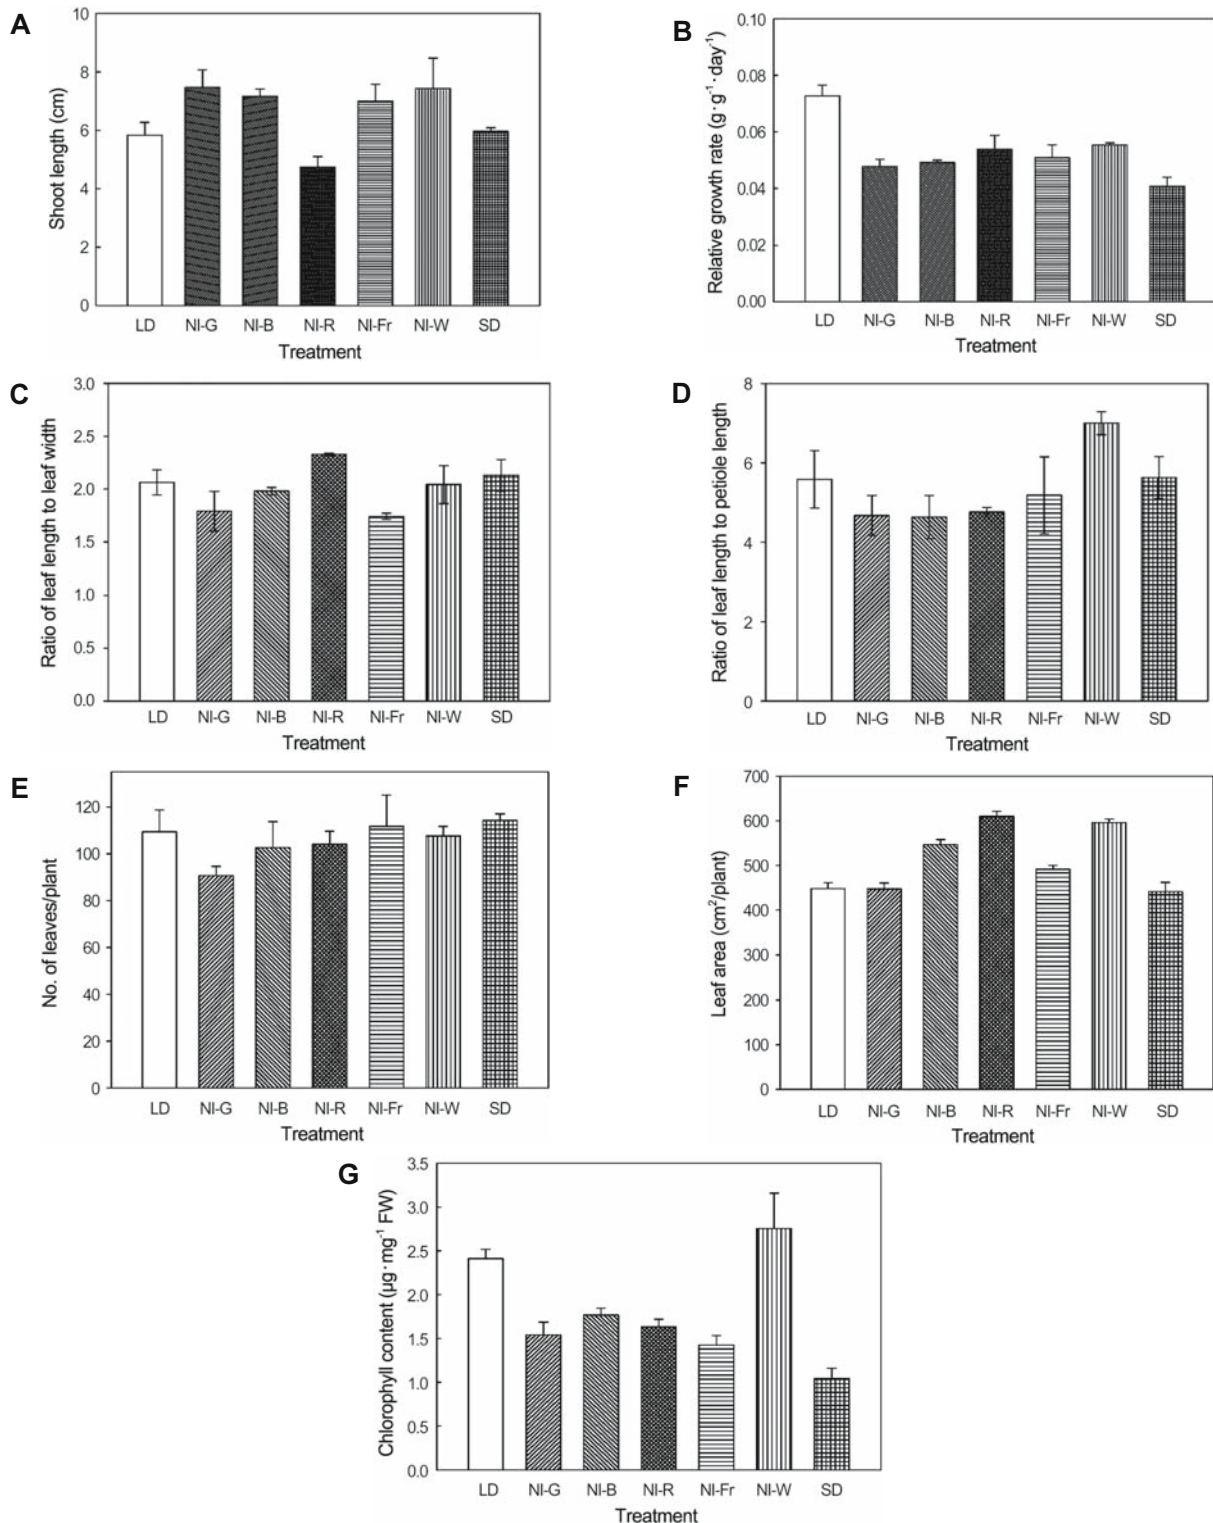 A
Shoot length (cm)
10
8
6
4
2
0
LD NI-G NI-B NI-R NI-Fr NI-W SD
Treatment
B
Relative growth rate (g·g⁻¹·day⁻¹)
0.10
0.08
0.06
0.04
0.02
0.00
LD NI-G NI-B NI-R NI-Fr NI-W SD
Treatment
C
Ratio of leaf length to leaf width
3.0
2.5
2.0
1.5
1.0
0.5
0.0
LD NI-G NI-B NI-R NI-Fr NI-W SD
Treatment
D
Ratio of leaf length to petiole length
8
6
4
2
0
LD NI-G NI-B NI-R NI-Fr NI-W SD
Treatment
E
No. of leaves/plant
120
100
80
60
40
20
0
LD NI-G NI-B NI-R NI-Fr NI-W SD
Treatment
F
Leaf area (cm²/plant)
700
600
500
400
300
200
100
0
LD NI-G NI-B NI-R NI-Fr NI-W SD
Treatment
G
Chlorophyll content (µg·mg⁻¹ FW)
3.5
3.0
2.5
2.0
1.5
1.0
0.5
0.0
LD NI-G NI-B NI-R NI-Fr NI-W SD
Treatment